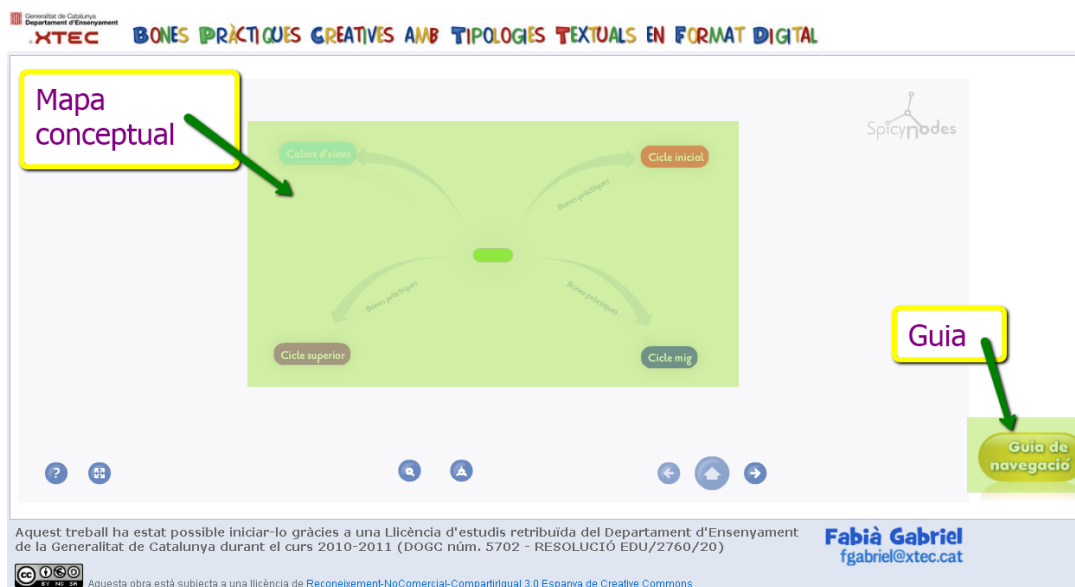 Generalitat de Catalunya
Departament d'Ensenyament
XTEC
BONES PRÀCTIQUES CREATIVES AMB TIPOLOGIES TEXTUALS EN FORMAT DIGITAL
Mapa
conceptual
Spicynodes
Calaix d'eines
Cicle inicial
Bones pràctiques
Bones pràctiques
Bones pràctiques
Cicle superior
Cicle mig
Guia
Guia de
navegació
?
Aquest treball ha estat possible iniciar-lo gràcies a una Llicència d'estudis retribuïda del Departament d'Ensenyament
de la Generalitat de Catalunya durant el curs 2010-2011 (DOGC núm. 5702 - RESOLUCIÓ EDU/2760/20)
Fabià Gabriel
fgabriel@xtec.cat
cc
BY NC SA
Aquesta obra està subjecta a una llicència de Reconeixement-NoComercial-CompartirIgual 3.0 Espanya de Creative Commons